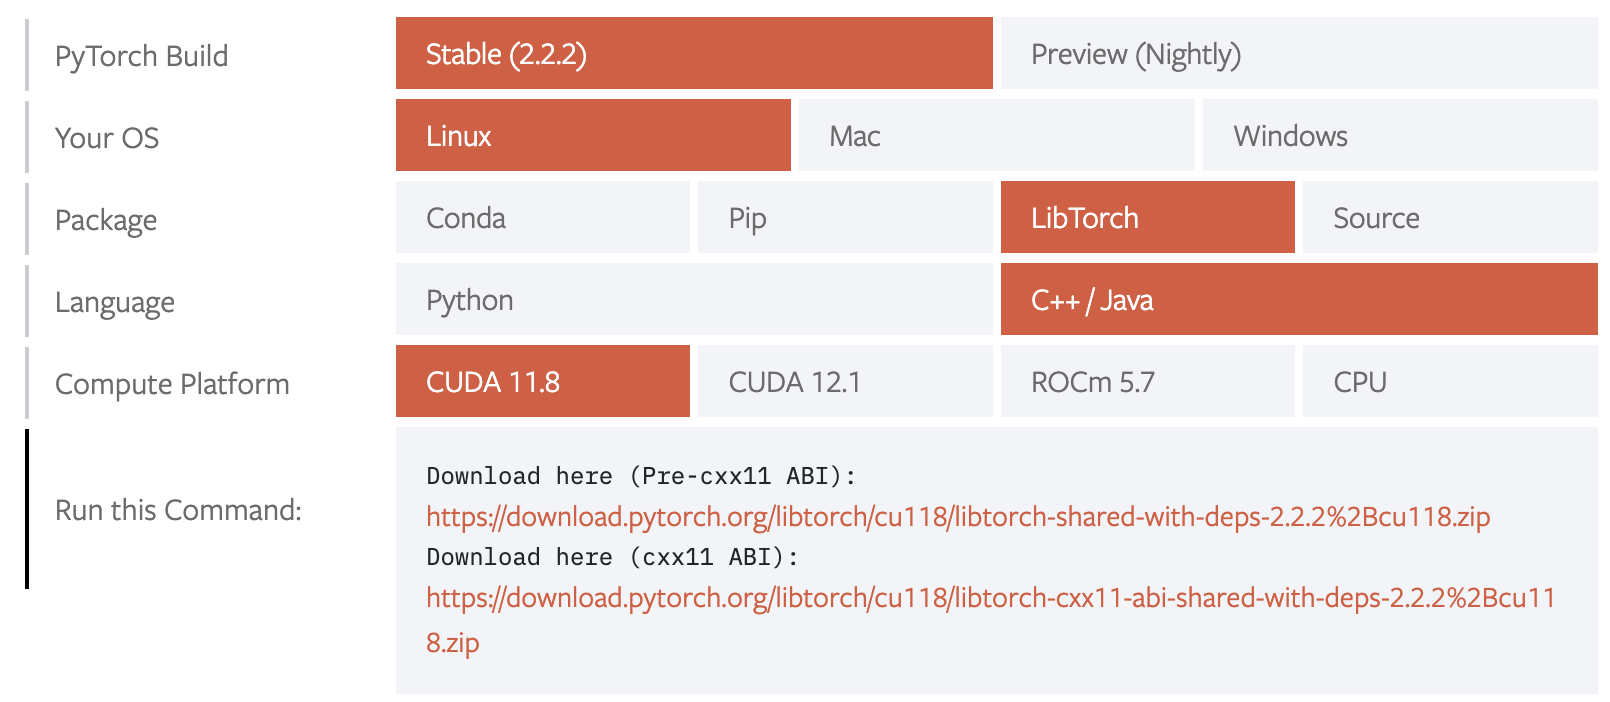 PyTorch Build Stable (2.2.2) Preview (Nightly)
Your OS Linux Mac Windows
Package Conda Pip LibTorch Source
Language Python C++ / Java
Compute Platform CUDA 11.8 CUDA 12.1 ROCm 5.7 CPU
Run this Command:
Download here (Pre-cxx11 ABI):
https://download.pytorch.org/libtorch/cu118/libtorch-shared-with-deps-2.2.2%2Bcu118.zip
Download here (cxx11 ABI):
https://download.pytorch.org/libtorch/cu118/libtorch-cxx11-abi-shared-with-deps-2.2.2%2Bcu11
8.zip